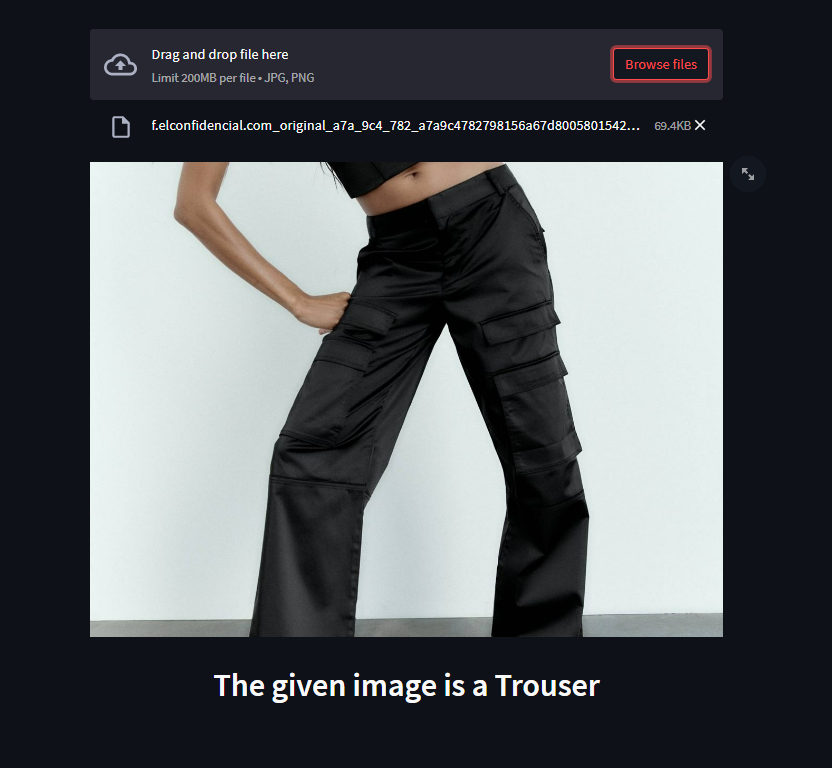 Drag and drop file here
Limit 200MB per file • JPG, PNG
Browse files
f.elconfidencial.com_original_a7a_9c4_782_a7a9c4782798156a67d8005801542...
69.4KB
The given image is a Trouser